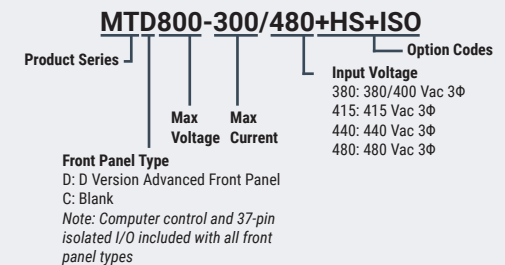 MTD800-300/480+HS+ISO
Product Series
Option Codes
Input Voltage
380: 380/400 Vac 3Φ
415: 415 Vac 3Φ
440: 440 Vac 3Φ
480: 480 Vac 3Φ
Max
Voltage
Max
Current
Front Panel Type
D: D Version Advanced Front Panel
C: Blank
Note: Computer control and 37-pin
isolated I/O included with all front
panel types